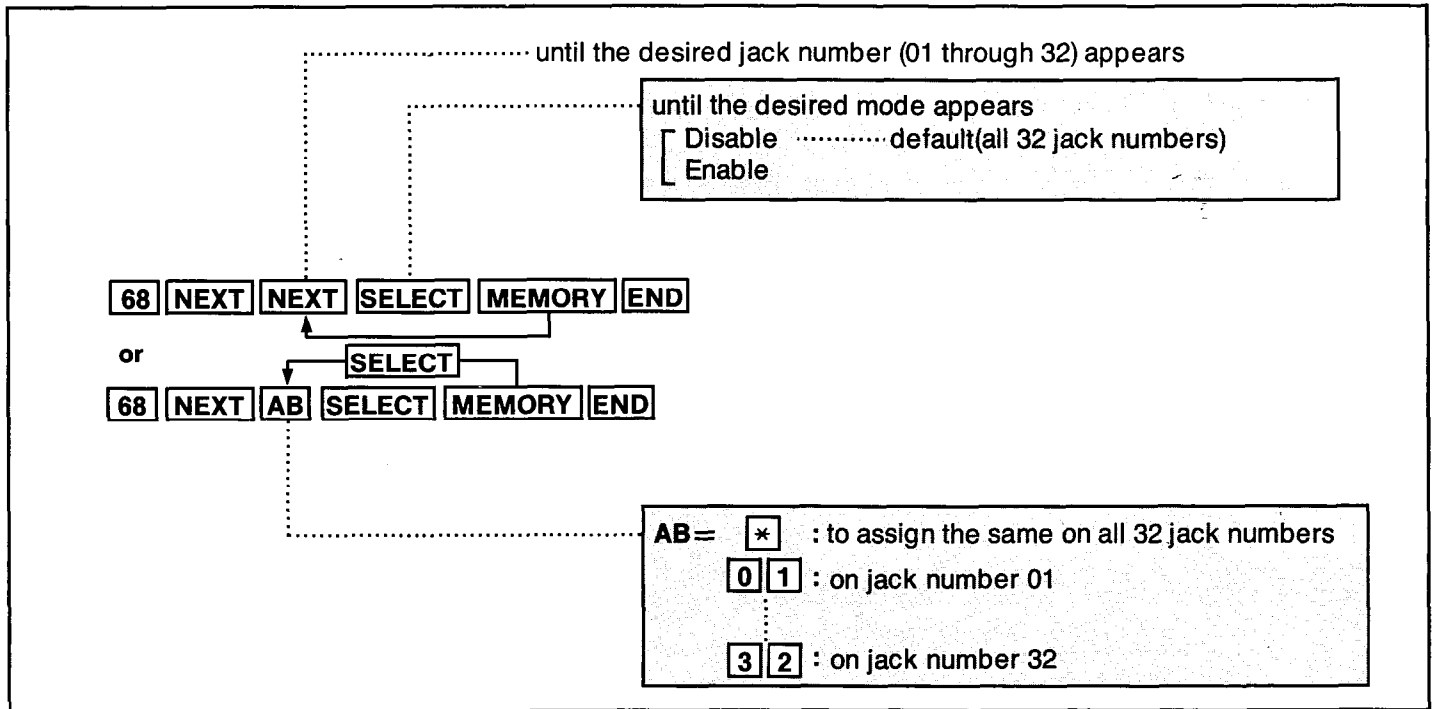 until the desired jack number (01 through 32) appears
until the desired mode appears
Disable ············ default(all 32 jack numbers)
Enable
68 NEXT NEXT SELECT MEMORY END
or
SELECT
68 NEXT AB SELECT MEMORY END
AB= * : to assign the same on all 32 jack numbers
0 1 : on jack number 01
3 2 : on jack number 32